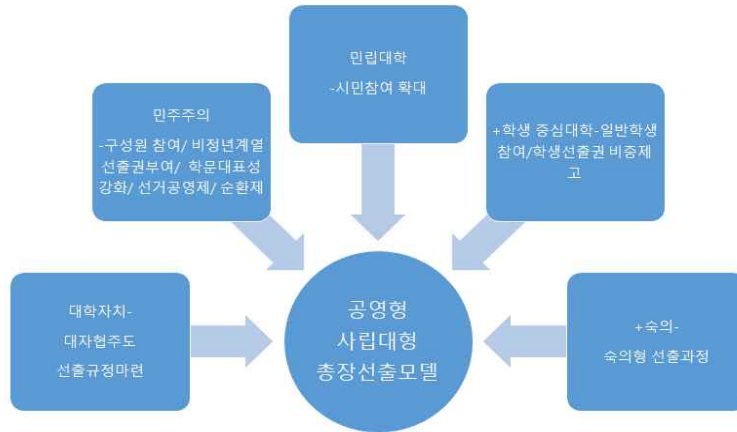 민립대학
-시민참여 확대
민주주의
-구성원 참여/ 비정년계열
선출권부여/ 학문대표성
강화/ 선거공영제/ 순환제
+학생 중심대학-일반학생
참여/학생선출권 비중제
고
대학자치-
대자협주도
선출규정마련
공영형
사립대형
총장선출모델
+숙의-
숙의형 선출과정